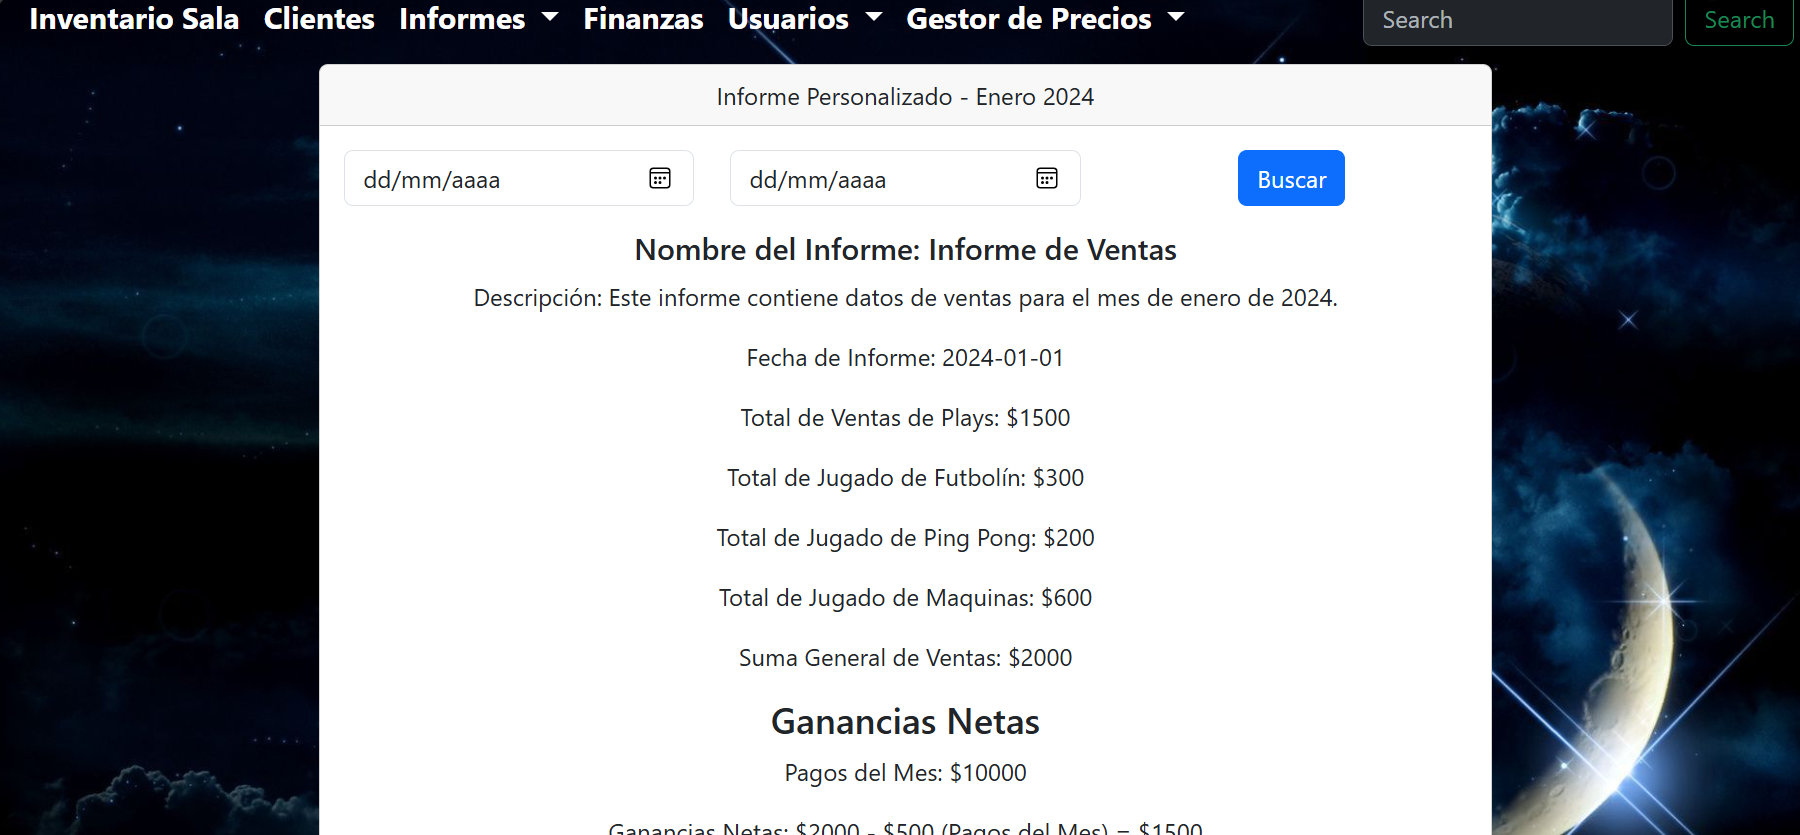 Inventario Sala Clientes Informes Finanzas Usuarios Gestor de Precios Search Search
Informe Personalizado - Enero 2024
dd/mm/aaaa dd/mm/aaaa Buscar
Nombre del Informe: Informe de Ventas
Descripción: Este informe contiene datos de ventas para el mes de enero de 2024.
Fecha de Informe: 2024-01-01
Total de Ventas de Plays: $1500
Total de Jugado de Futbolín: $300
Total de Jugado de Ping Pong: $200
Total de Jugado de Maquinas: $600
Suma General de Ventas: $2000
Ganancias Netas
Pagos del Mes: $10000
Ganancias Netas: $2000 - $500 (Pagos del Mes) = $1500